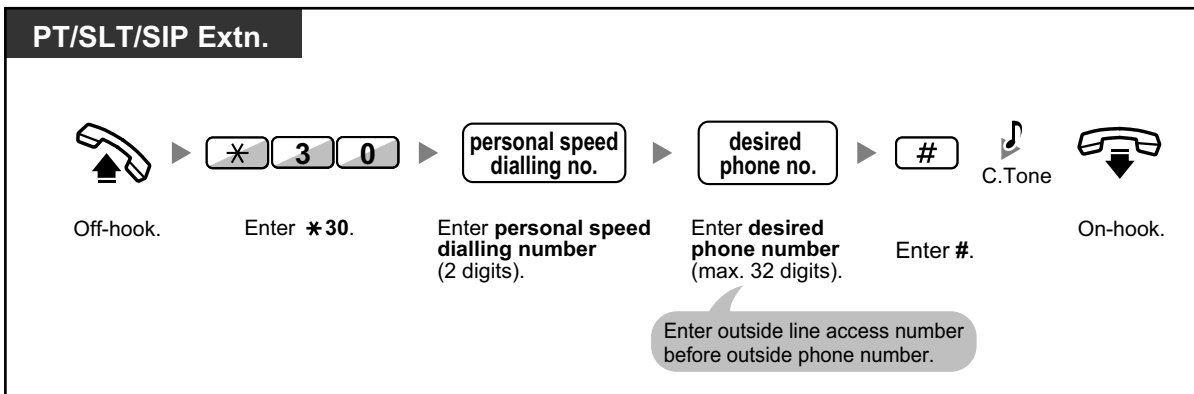 PT/SLT/SIP Extn.
* 3 0
personal speed
dialling no.
desired
phone no.
#
C.Tone
Off-hook.
Enter *30.
Enter personal speed
dialling number
(2 digits).
Enter desired
phone number
(max. 32 digits).
Enter #.
On-hook.
Enter outside line access number
before outside phone number.